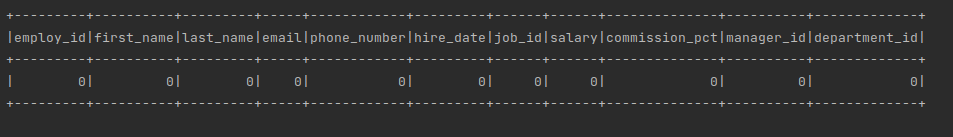 +---------+----------+---------+-----+------------+---------+------+------+--------------+----------+-------------+
|employ_id|first_name|last_name|email|phone_number|hire_date|job_id|salary|commission_pct|manager_id|department_id|
+---------+----------+---------+-----+------------+---------+------+------+--------------+----------+-------------+
|        0|         0|        0|    0|           0|        0|     0|     0|             0|         0|            0|
+---------+----------+---------+-----+------------+---------+------+------+--------------+----------+-------------+